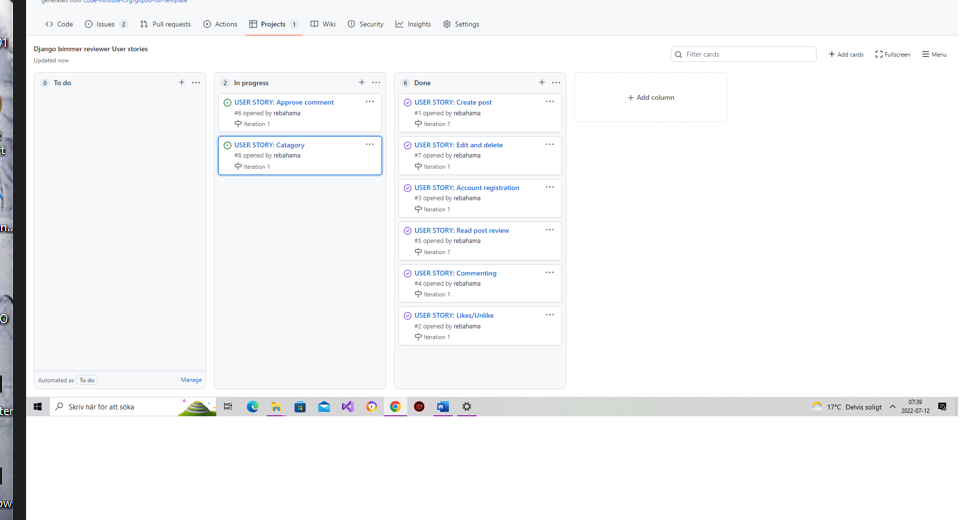 generated from Code-Institute-Org/gitpod-full-template
Code
Issues 2
Pull requests
Actions
Projects 1
Wiki
Security
Insights
Settings
Django bimmer reviewer User stories
Updated now
Filter cards
+ Add cards
Fullscreen
Menu
0 To do
Automated as To do
Manage
2 In progress
USER STORY: Approve comment
#6 opened by rebahama
Iteration 1
USER STORY: Catagory
#8 opened by rebahama
Iteration 1
6 Done
USER STORY: Create post
#1 opened by rebahama
Iteration 1
USER STORY: Edit and delete
#7 opened by rebahama
Iteration 1
USER STORY: Account registration
#3 opened by rebahama
Iteration 1
USER STORY: Read post review
#5 opened by rebahama
Iteration 1
USER STORY: Commenting
#4 opened by rebahama
Iteration 1
USER STORY: Likes/Unlike
#2 opened by rebahama
Iteration 1
+ Add column
Skriv här för att söka
17°C Delvis soligt
07:39
2022-07-12